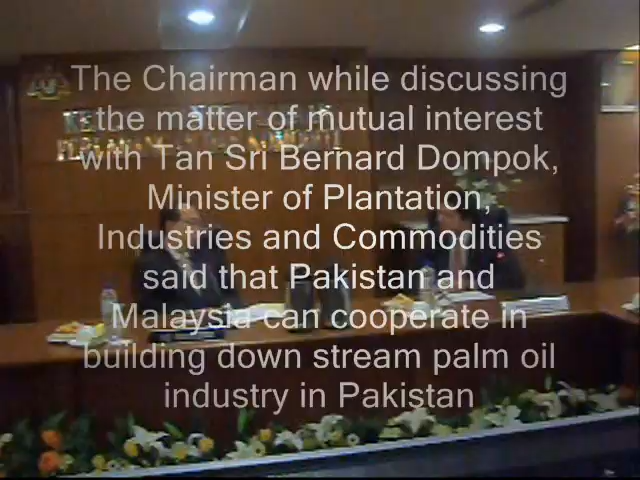 The Chairman while discussing
the matter of mutual interest
with Tan Sri Bernard Dompok,
Minister of Plantation,
Industries and Commodities
said that Pakistan and
Malaysia can cooperate in
building down stream palm oil
industry in Pakistan